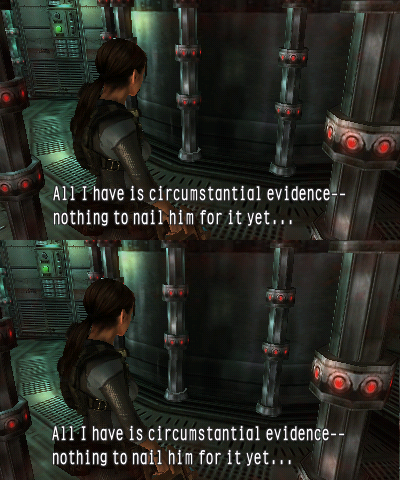 All I have is circumstantial evidence--
nothing to nail him for it yet...
All I have is circumstantial evidence--
nothing to nail him for it yet...